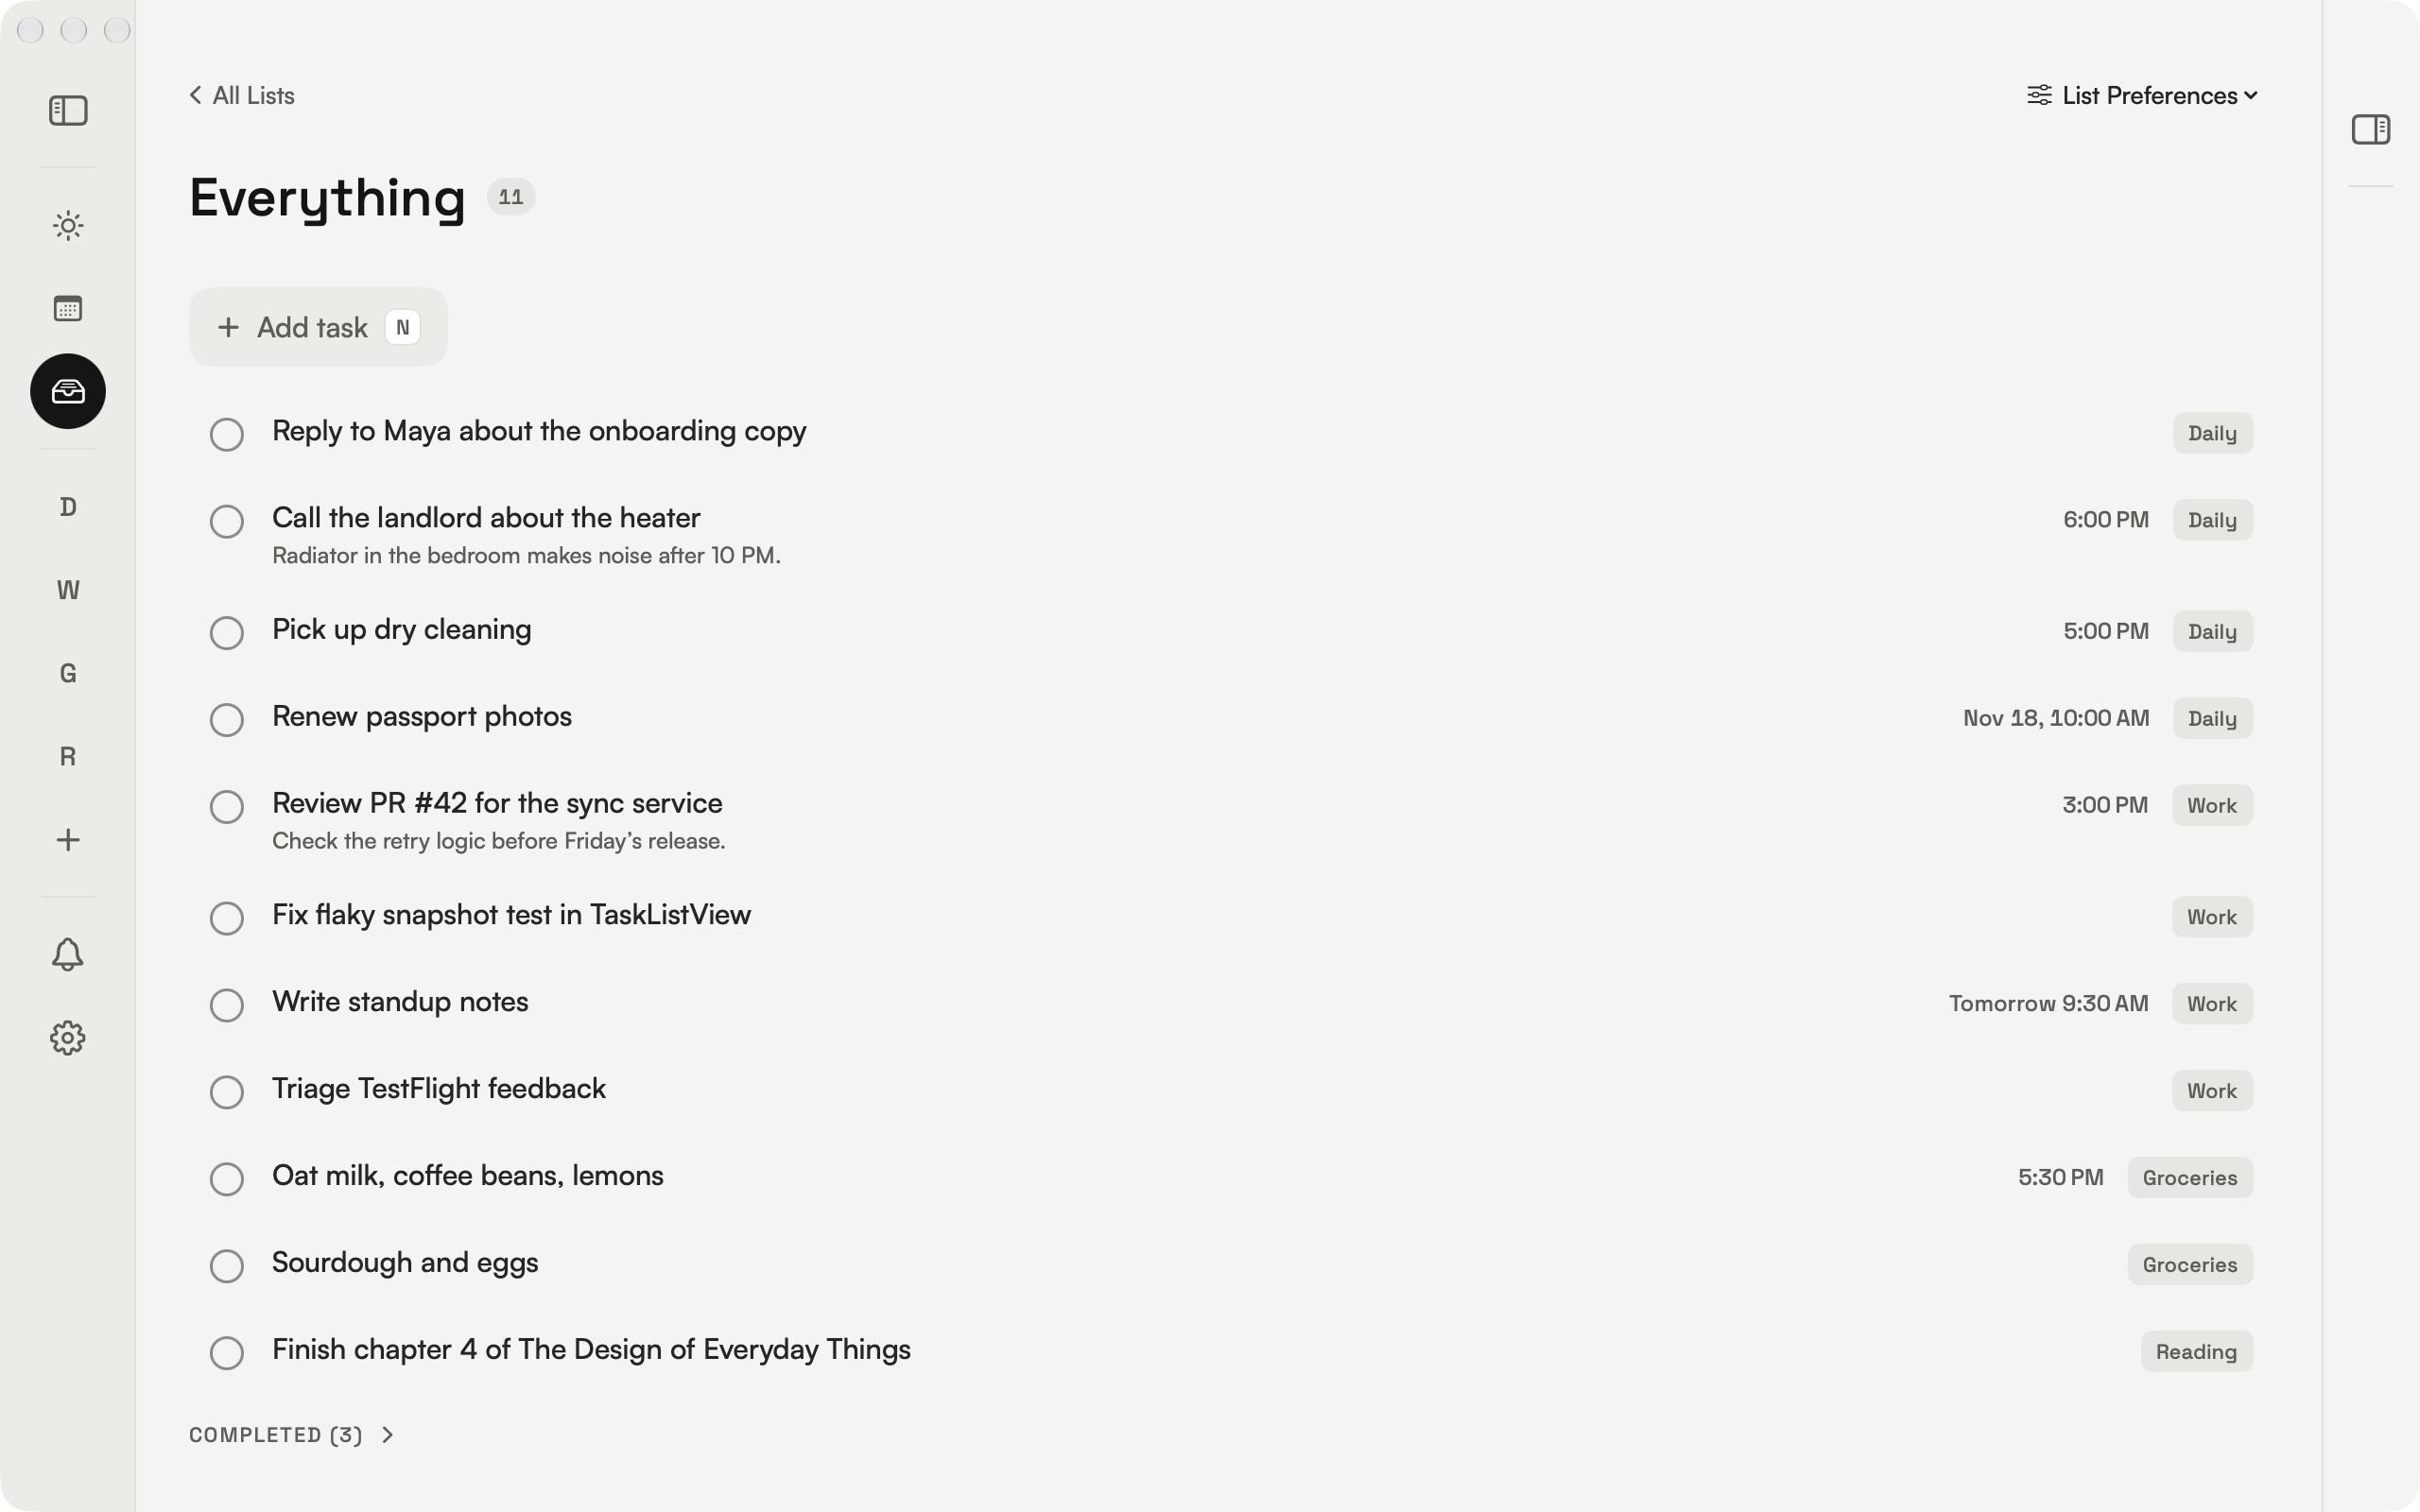 All Lists
List Preferences
Everything 11
Add task N
Reply to Maya about the onboarding copy Daily
Call the landlord about the heater 6:00 PM Daily
Radiator in the bedroom makes noise after 10 PM.
Pick up dry cleaning 5:00 PM Daily
Renew passport photos Nov 18, 10:00 AM Daily
Review PR #42 for the sync service 3:00 PM Work
Check the retry logic before Friday’s release.
Fix flaky snapshot test in TaskListView Work
Write standup notes Tomorrow 9:30 AM Work
Triage TestFlight feedback Work
Oat milk, coffee beans, lemons 5:30 PM Groceries
Sourdough and eggs Groceries
Finish chapter 4 of The Design of Everyday Things Reading
COMPLETED (3)
D
W
G
R